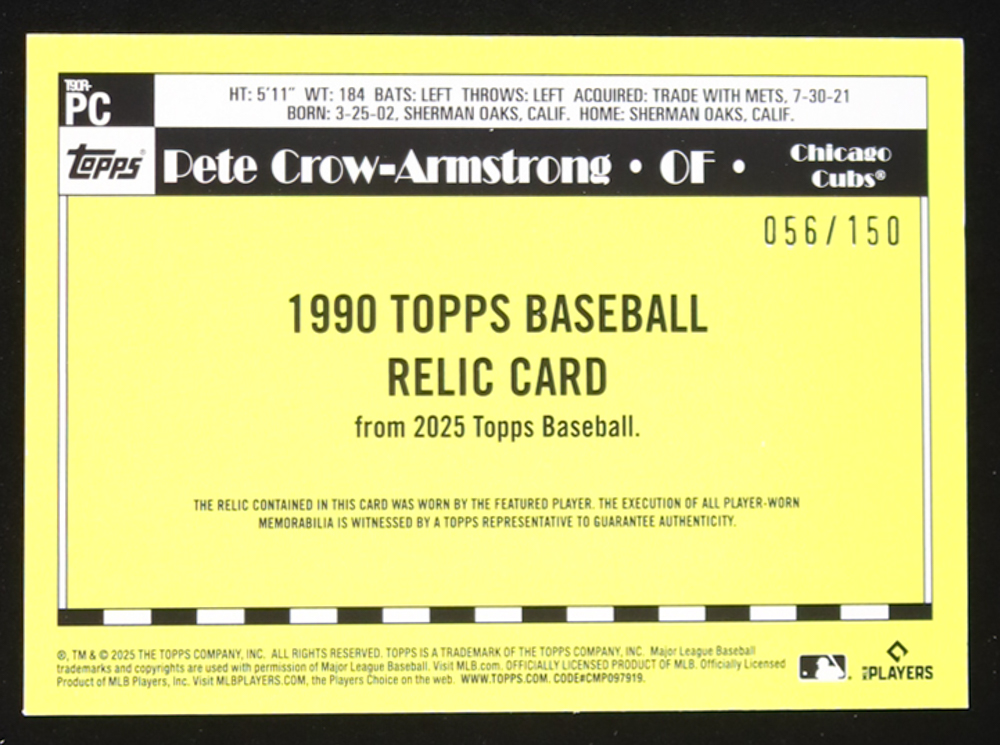 T90R-
PC
HT: 5'11" WT: 184 BATS: LEFT THROWS: LEFT ACQUIRED: TRADE WITH METS, 7-30-21
BORN: 3-25-02, SHERMAN OAKS, CALIF. HOME: SHERMAN OAKS, CALIF.
Topps®
Pete Crow-Armstrong • OF •
Chicago
Cubs®
056/150
1990 TOPPS BASEBALL
RELIC CARD
from 2025 Topps Baseball.
THE RELIC CONTAINED IN THIS CARD WAS WORN BY THE FEATURED PLAYER. THE EXECUTION OF ALL PLAYER-WORN
MEMORABILIA IS WITNESSED BY A TOPPS REPRESENTATIVE TO GUARANTEE AUTHENTICITY.
®, TM & © 2025 THE TOPPS COMPANY, INC. ALL RIGHTS RESERVED. TOPPS IS A TRADEMARK OF THE TOPPS COMPANY, INC. Major League Baseball
trademarks and copyrights are used with permission of Major League Baseball. Visit MLB.com. OFFICIALLY LICENSED PRODUCT OF MLB. Officially Licensed
Product of MLB Players, Inc. Visit MLBPLAYERS.COM, the Players Choice on the web. WWW.TOPPS.COM. CODE#CMP097919.
MLB PLAYERS